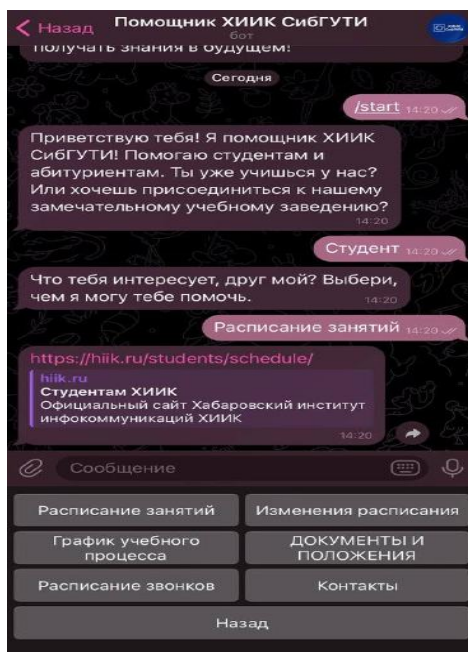 Назад
Помощник ХИИК СибГУТИ
бот
получать знания в будущем!
Сегодня
/start 14:20
Приветствую тебя! Я помощник ХИИК
СибГУТИ! Помогаю студентам и
абитуриентам. Ты уже учишься у нас?
Или хочешь присоединиться к нашему
замечательному учебному заведению?
14:20
Студент 14:20
Что тебя интересует, друг мой? Выбери,
чем я могу тебе помочь.
14:20
Расписание занятий 14:20
https://hiik.ru/students/schedule/
hiik.ru
Студентам ХИИК
Официальный сайт Хабаровский институт
инфокоммуникаций ХИИК
14:20
Сообщение
Расписание занятий
Изменения расписания
График учебного
процесса
ДОКУМЕНТЫ И
ПОЛОЖЕНИЯ
Расписание звонков
Контакты
Назад